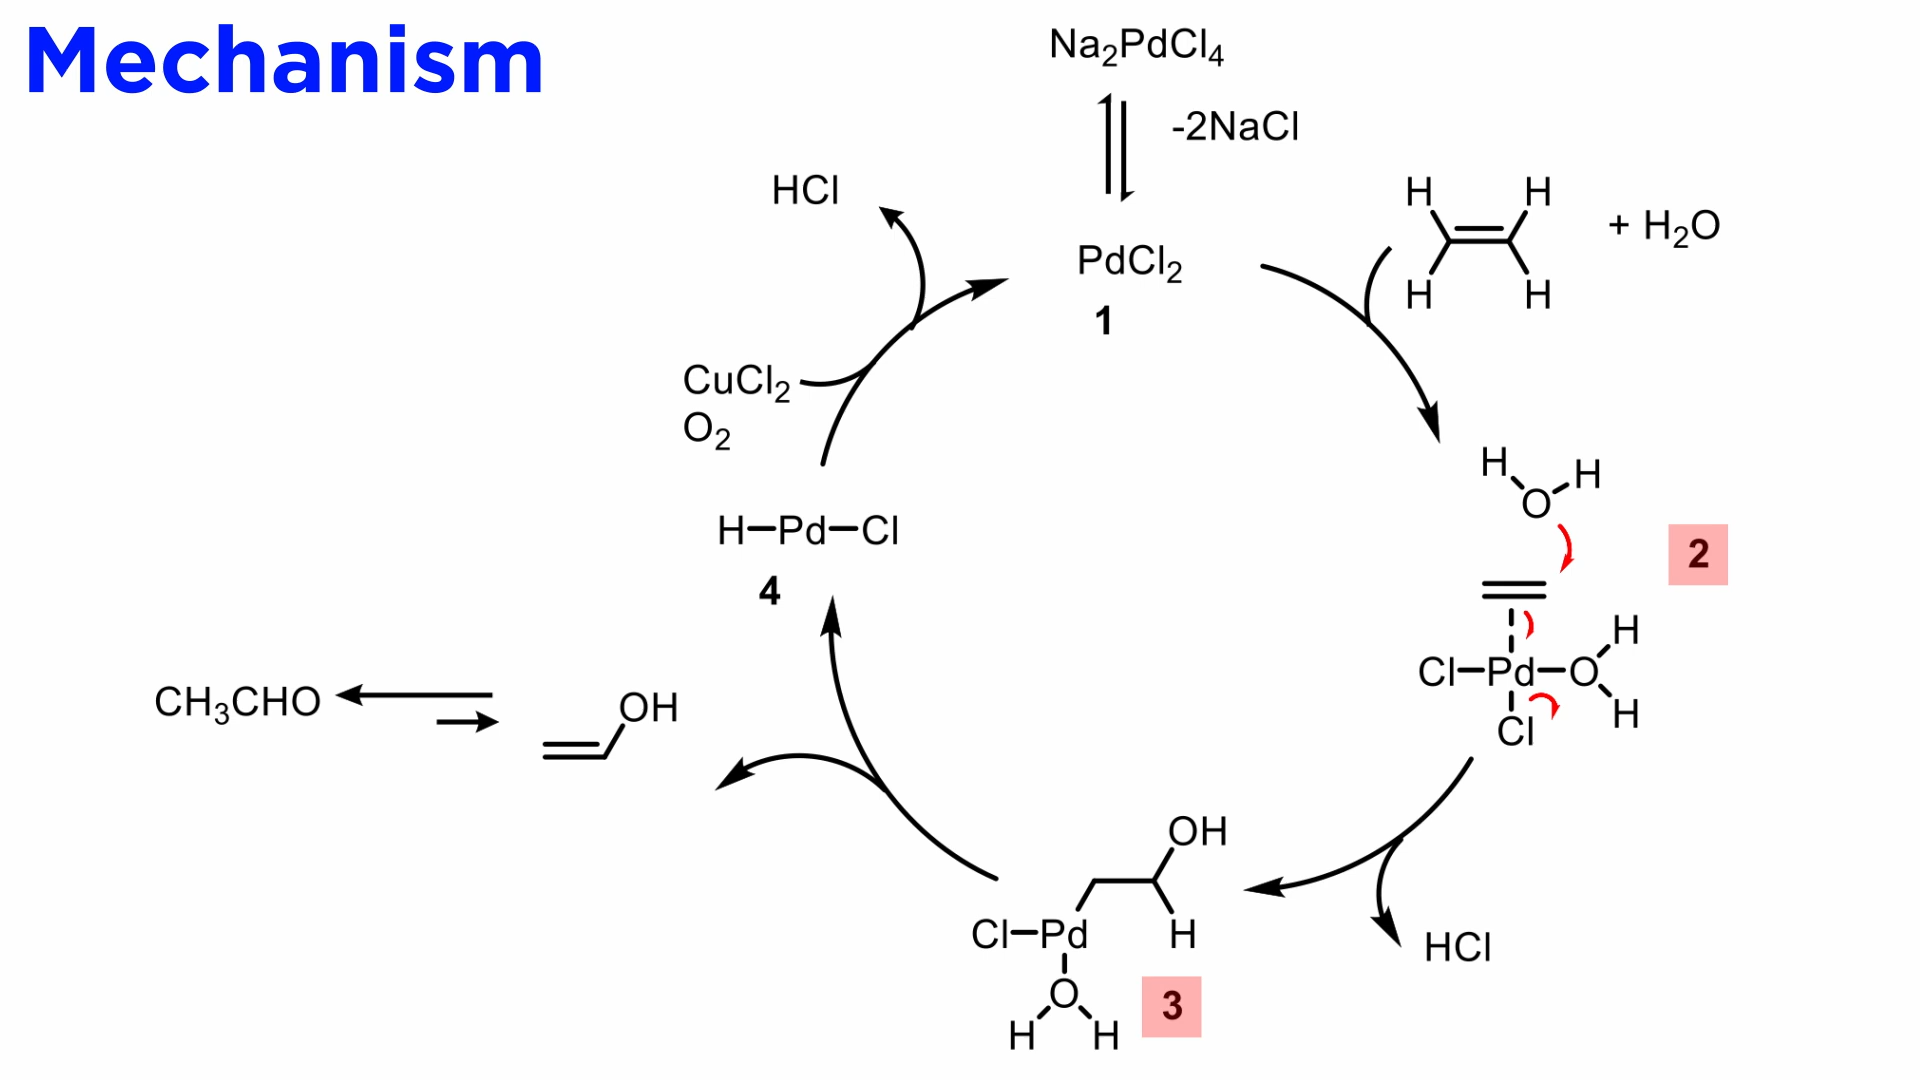 Mechanism
Na₂PdCl₄
-2NaCl
HCl
H H
+ H₂O
PdCl₂
H H
1
CuCl₂
O₂
H H
O
H–Pd–Cl
2
4
H
Cl–Pd–O
H
Cl
CH₃CHO
OH
OH
Cl–Pd
H
HCl
O
3
H H